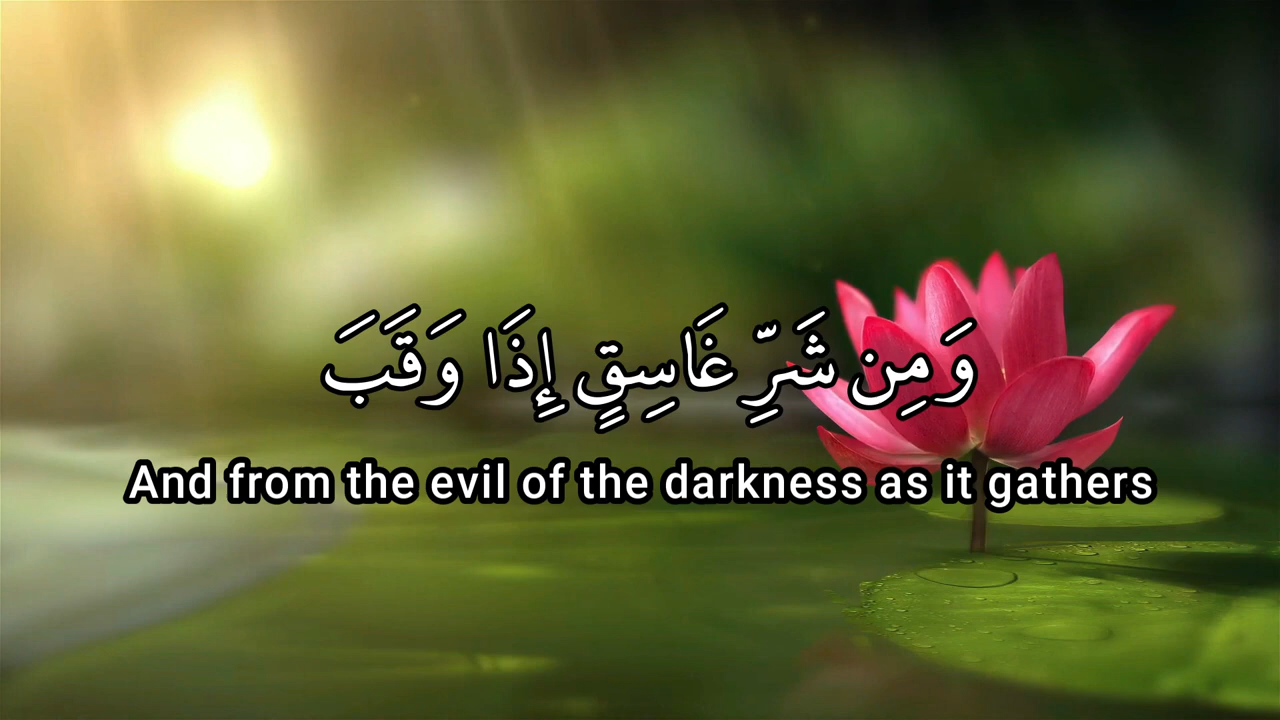 وَمِن شَرِّ غَاسِقٍ إِذَا وَقَبَ
And from the evil of the darkness as it gathers